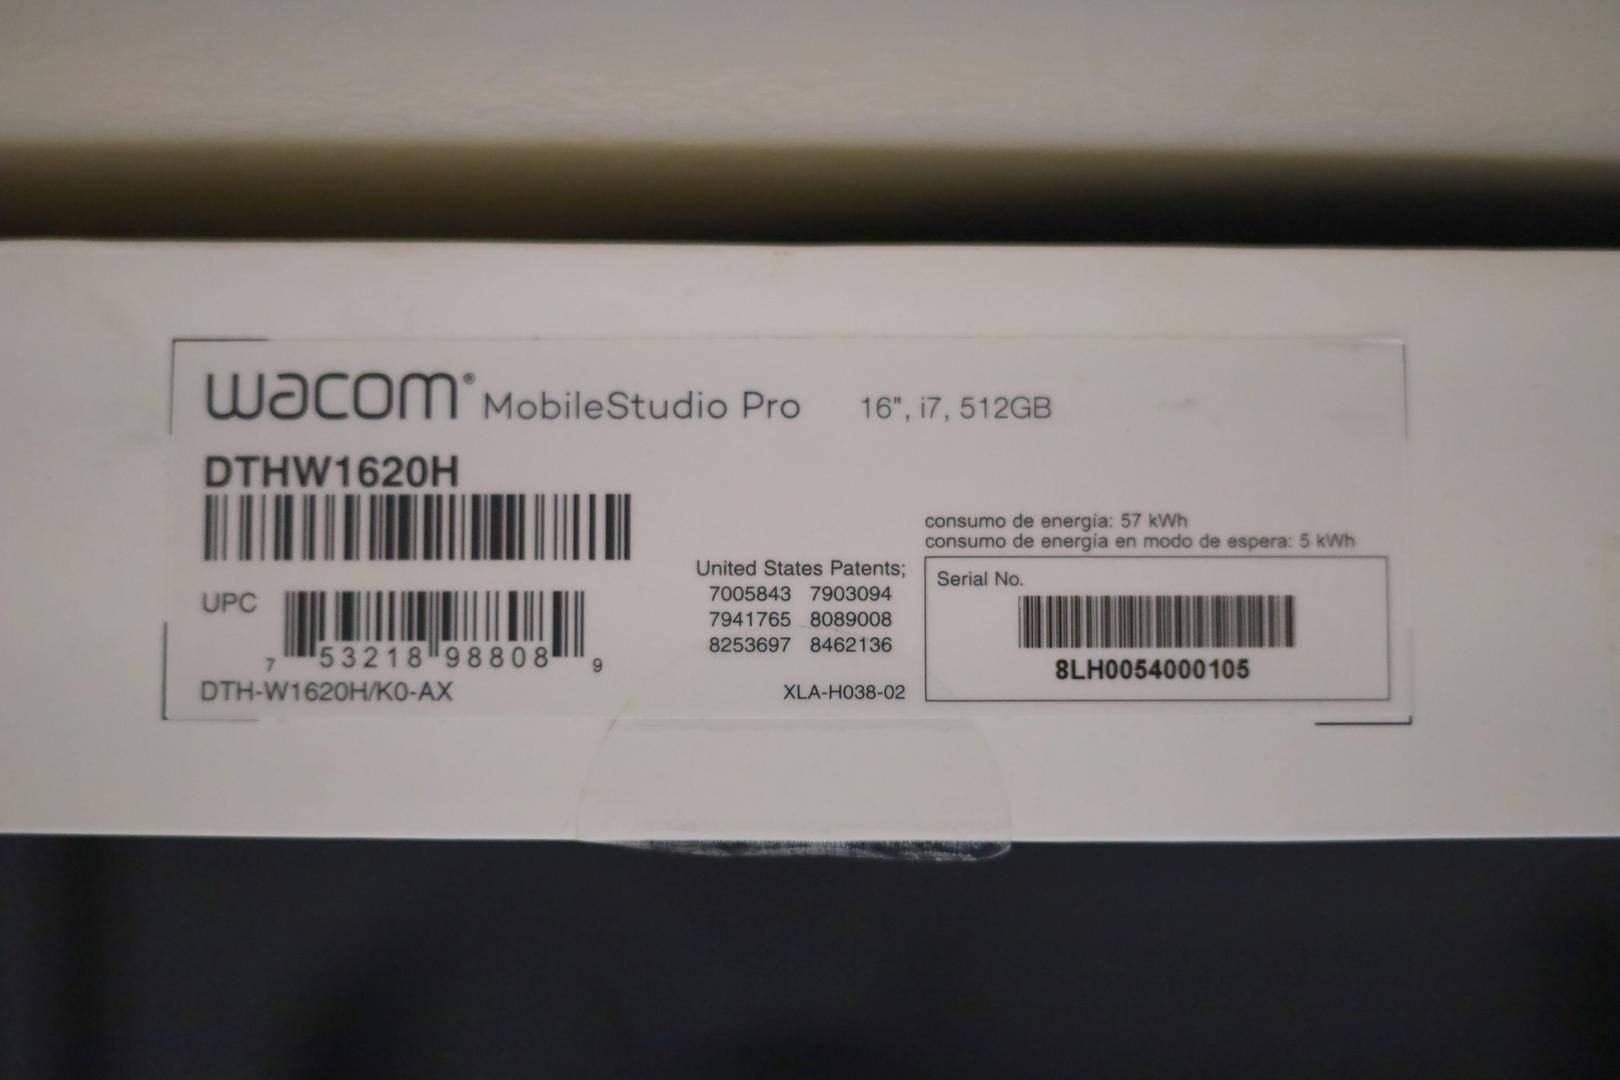 wacom® MobileStudio Pro 16", i7, 512GB
DTHW1620H
consumo de energía: 57 kWh
consumo de energía en modo de espera: 5 kWh
UPC
7 53218 98808 9
DTH-W1620H/K0-AX
United States Patents;
7005843 7903094
7941765 8089008
8253697 8462136
XLA-H038-02
Serial No.
8LH0054000105